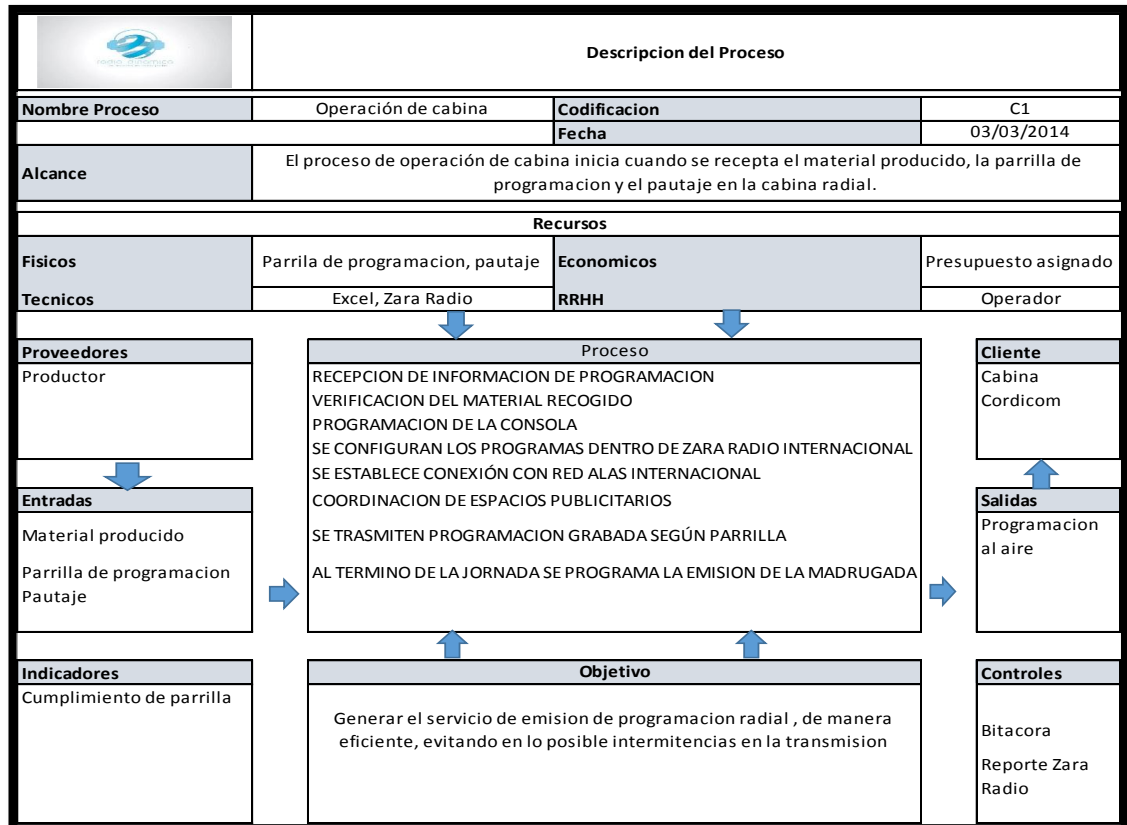 radio dinamica
Descripcion del Proceso
Nombre Proceso
Operación de cabina
Codificacion
C1
Fecha
03/03/2014
Alcance
El proceso de operación de cabina inicia cuando se recepta el material producido, la parrilla de
programacion y el pautaje en la cabina radial.
Recursos
Fisicos
Parrila de programacion, pautaje
Economicos
Presupuesto asignado
Tecnicos
Excel, Zara Radio
RRHH
Operador
Proveedores
Productor
Proceso
RECEPCION DE INFORMACION DE PROGRAMACION
VERIFICACION DEL MATERIAL RECOGIDO
PROGRAMACION DE LA CONSOLA
SE CONFIGURAN LOS PROGRAMAS DENTRO DE ZARA RADIO INTERNACIONAL
SE ESTABLECE CONEXIÓN CON RED ALAS INTERNACIONAL
COORDINACION DE ESPACIOS PUBLICITARIOS
SE TRASMITEN PROGRAMACION GRABADA SEGÚN PARRILLA
AL TERMINO DE LA JORNADA SE PROGRAMA LA EMISION DE LA MADRUGADA
Cliente
Cabina
Cordicom
Entradas
Material producido
Parrilla de programacion
Pautaje
Salidas
Programacion
al aire
Indicadores
Cumplimiento de parrilla
Objetivo
Generar el servicio de emision de programacion radial , de manera
eficiente, evitando en lo posible intermitencias en la transmision
Controles
Bitacora
Reporte Zara
Radio